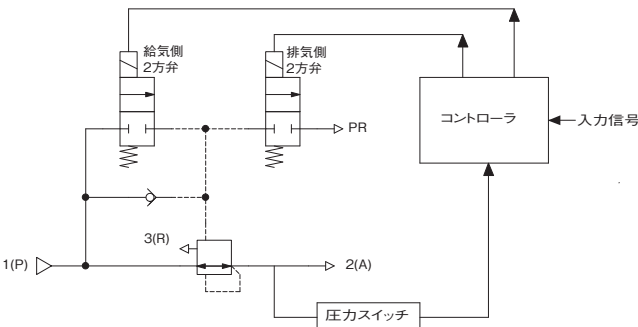 給気側
2方弁
排気側
2方弁
PR
コントローラ
入力信号
3(R)
1(P)
2(A)
圧力スイッチ